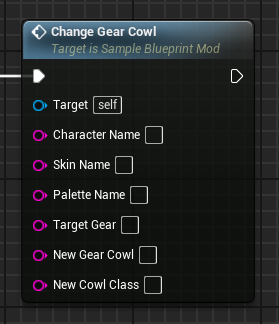 Change Gear Cowl
Target is Sample Blueprint Mod
Target self
Character Name
Skin Name
Palette Name
Target Gear
New Gear Cowl
New Cowl Class